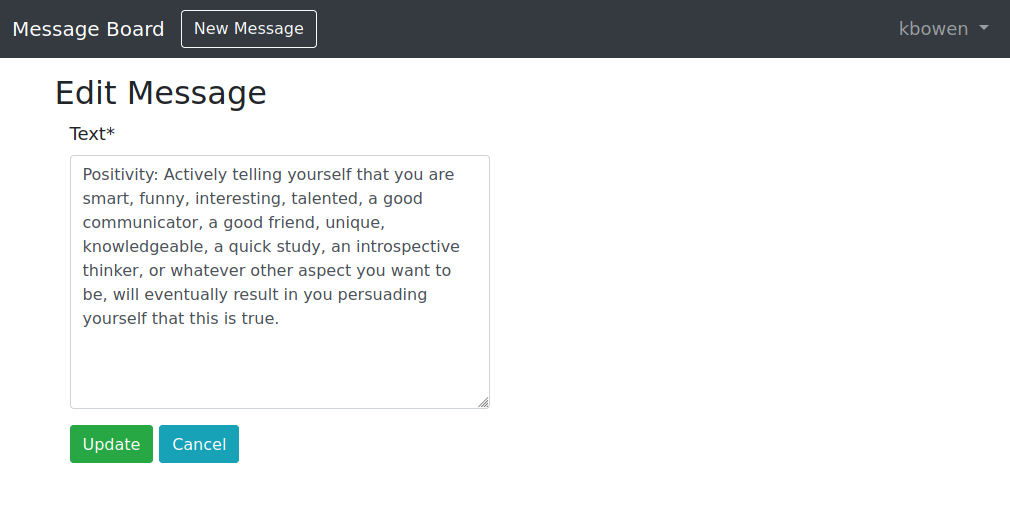 Message Board New Message kbowen
Edit Message
Text*
Positivity: Actively telling yourself that you are
smart, funny, interesting, talented, a good
communicator, a good friend, unique,
knowledgeable, a quick study, an introspective
thinker, or whatever other aspect you want to
be, will eventually result in you persuading
yourself that this is true.
Update Cancel